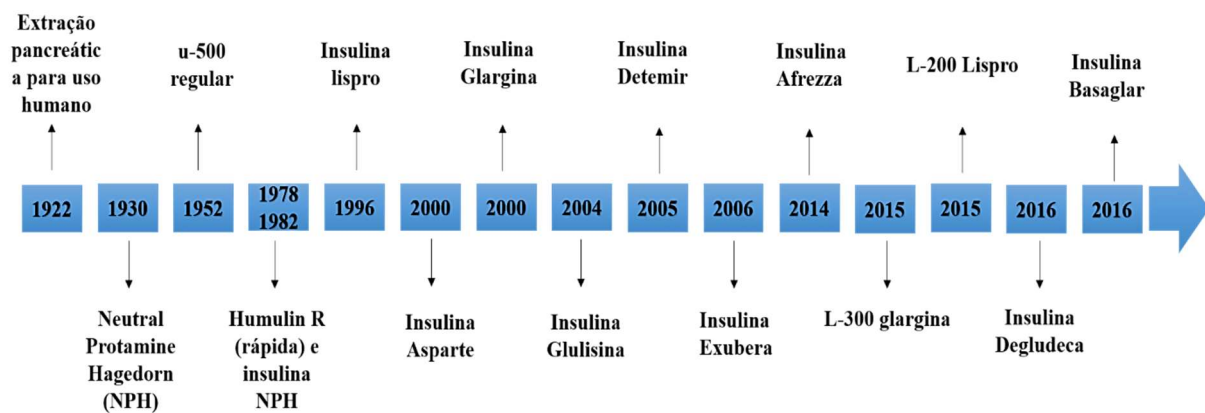 Extração
pancreátic
a para uso
humano
u-500
regular
Insulina
lispro
Insulina
Glargina
Insulina
Detemir
Insulina
Afrezza
L-200 Lispro
Insulina
Basaglar
1922
1930
1952
1978
1982
1996
2000
2000
2004
2005
2006
2014
2015
2015
2016
2016
Neutral
Protamine
Hagedorn
(NPH)
Humulin R
(rápida) e
insulina
NPH
Insulina
Asparte
Insulina
Glulisina
Insulina
Exubera
L-300 glargina
Insulina
Degludeca